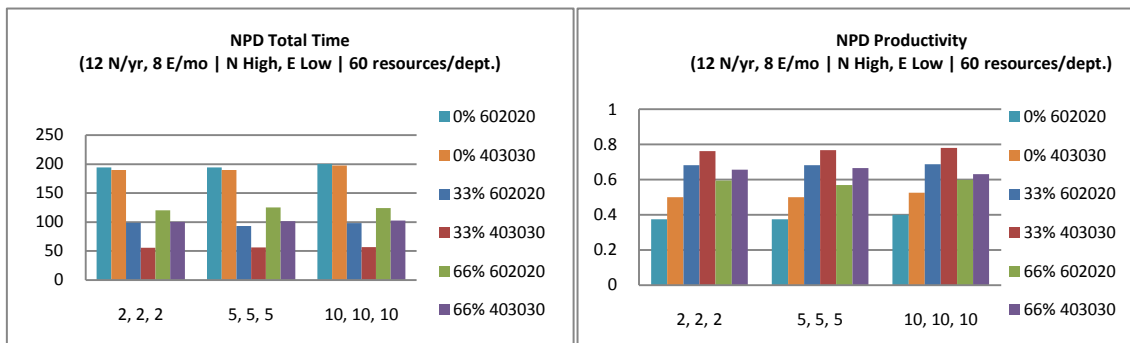 NPD Total Time
(12 N/yr, 8 E/mo | N High, E Low | 60 resources/dept.)
250
200
150
100
50
0
2, 2, 2
5, 5, 5
10, 10, 10
0% 602020
0% 403030
33% 602020
33% 403030
66% 602020
66% 403030
NPD Productivity
(12 N/yr, 8 E/mo | N High, E Low | 60 resources/dept.)
1
0.8
0.6
0.4
0.2
0
2, 2, 2
5, 5, 5
10, 10, 10
0% 602020
0% 403030
33% 602020
33% 403030
66% 602020
66% 403030